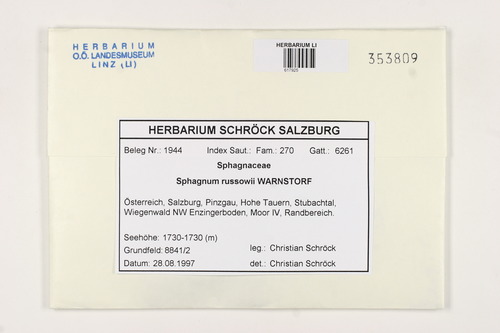 HERBARIUM
O.Ö. LANDESMUSEUM
LINZ (LI)
HERBARIUM LI
353809
HERBARIUM SCHRÖCK SALZBURG
Beleg Nr.: 1944 Index Saut.: Fam.: 270 Gatt.: 6261
Sphagnaceae
Sphagnum russowii WARNSTORF
Österreich, Salzburg, Pinzgau, Hohe Tauern, Stubachtal,
Wiegenwald NW Enzingerboden, Moor IV, Randbereich.
Seehöhe: 1730-1730 (m)
Grundfeld: 8841/2 leg.: Christian Schröck
Datum: 28.08.1997 det.: Christian Schröck